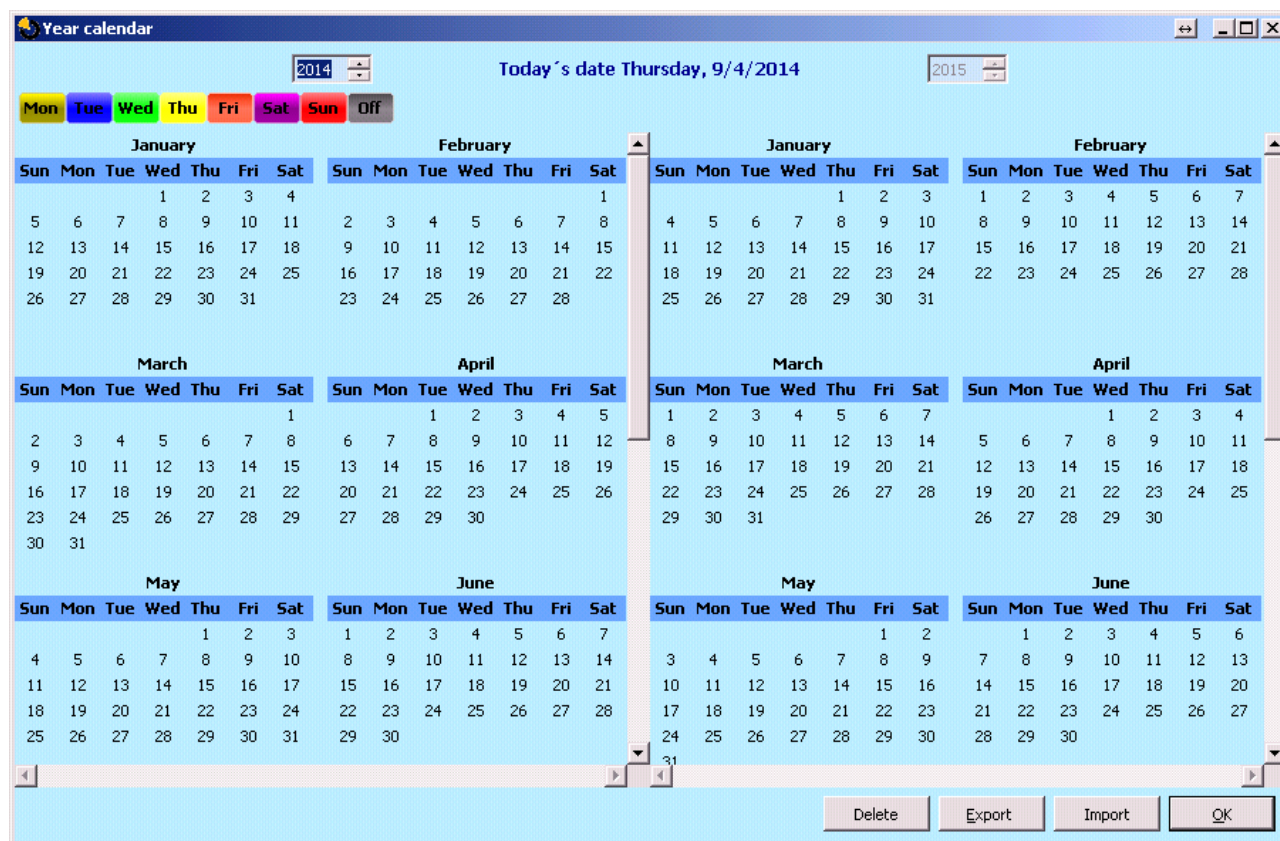 Year calendar
2014 Today´s date Thursday, 9/4/2014 2015
Mon Tue Wed Thu Fri Sat Sun Off
January February January February
Sun Mon Tue Wed Thu Fri Sat Sun Mon Tue Wed Thu Fri Sat Sun Mon Tue Wed Thu Fri Sat Sun Mon Tue Wed Thu Fri Sat
1 2 3 4 1 1 2 3 1 2 3 4 5 6 7
5 6 7 8 9 10 11 2 3 4 5 6 7 8 4 5 6 7 8 9 10 8 9 10 11 12 13 14
12 13 14 15 16 17 18 9 10 11 12 13 14 15 11 12 13 14 15 16 17 15 16 17 18 19 20 21
19 20 21 22 23 24 25 16 17 18 19 20 21 22 18 19 20 21 22 23 24 22 23 24 25 26 27 28
26 27 28 29 30 31 23 24 25 26 27 28 25 26 27 28 29 30 31
March April March April
Sun Mon Tue Wed Thu Fri Sat Sun Mon Tue Wed Thu Fri Sat Sun Mon Tue Wed Thu Fri Sat Sun Mon Tue Wed Thu Fri Sat
1 1 2 3 4 5 1 2 3 4 5 6 7 1 2 3 4
2 3 4 5 6 7 8 6 7 8 9 10 11 12 8 9 10 11 12 13 14 5 6 7 8 9 10 11
9 10 11 12 13 14 15 13 14 15 16 17 18 19 15 16 17 18 19 20 21 12 13 14 15 16 17 18
16 17 18 19 20 21 22 20 21 22 23 24 25 26 22 23 24 25 26 27 28 19 20 21 22 23 24 25
23 24 25 26 27 28 29 27 28 29 30 29 30 31 26 27 28 29 30
30 31
May June May June
Sun Mon Tue Wed Thu Fri Sat Sun Mon Tue Wed Thu Fri Sat Sun Mon Tue Wed Thu Fri Sat Sun Mon Tue Wed Thu Fri Sat
1 2 3 1 2 3 4 5 6 7 1 2 1 2 3 4 5 6
4 5 6 7 8 9 10 8 9 10 11 12 13 14 3 4 5 6 7 8 9 7 8 9 10 11 12 13
11 12 13 14 15 16 17 15 16 17 18 19 20 21 10 11 12 13 14 15 16 14 15 16 17 18 19 20
18 19 20 21 22 23 24 22 23 24 25 26 27 28 17 18 19 20 21 22 23 21 22 23 24 25 26 27
25 26 27 28 29 30 31 29 30 24 25 26 27 28 29 30 28 29 30
31
Delete Export Import OK